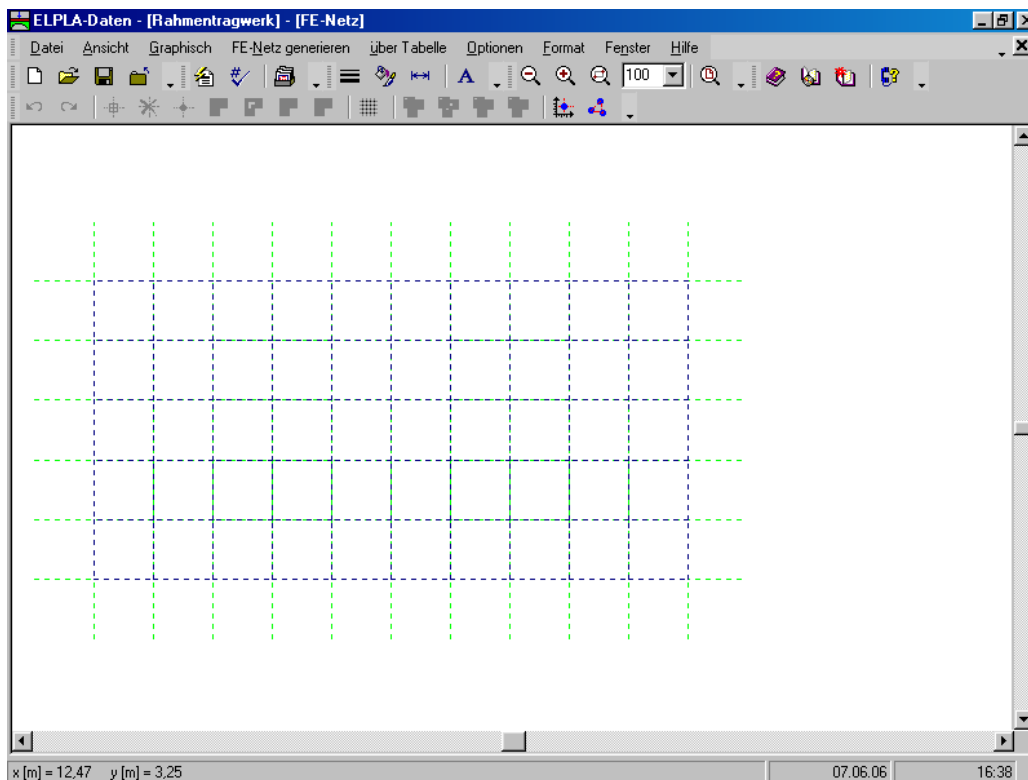 ELPLA-Daten - [Rahmentragwerk] - [FE-Netz]
Datei Ansicht Graphisch FE-Netz generieren über Tabelle Optionen Format Fenster Hilfe
A 100
x [m] = 12,47 y [m] = 3,25 07.06.06 16:38